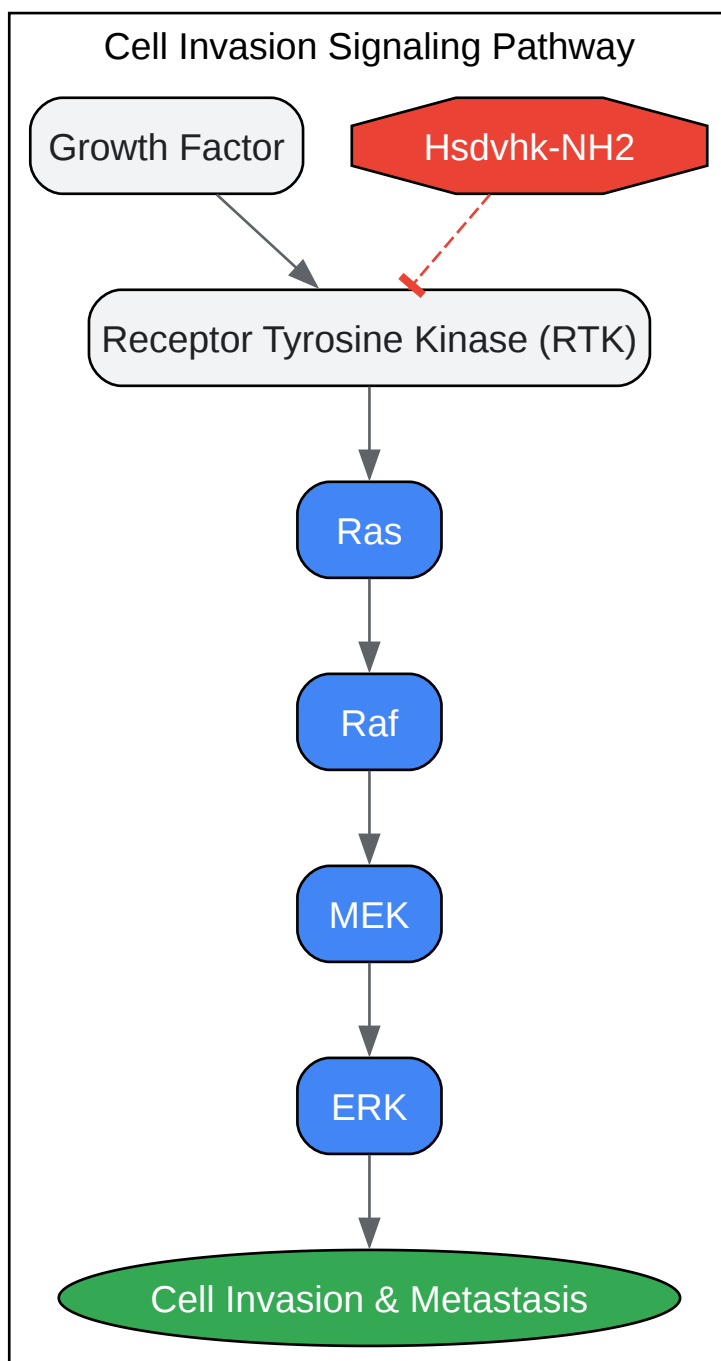 Cell Invasion Signaling Pathway
Growth Factor
Hsdvhk-NH2
Receptor Tyrosine Kinase (RTK)
Ras
Raf
MEK
ERK
Cell Invasion & Metastasis